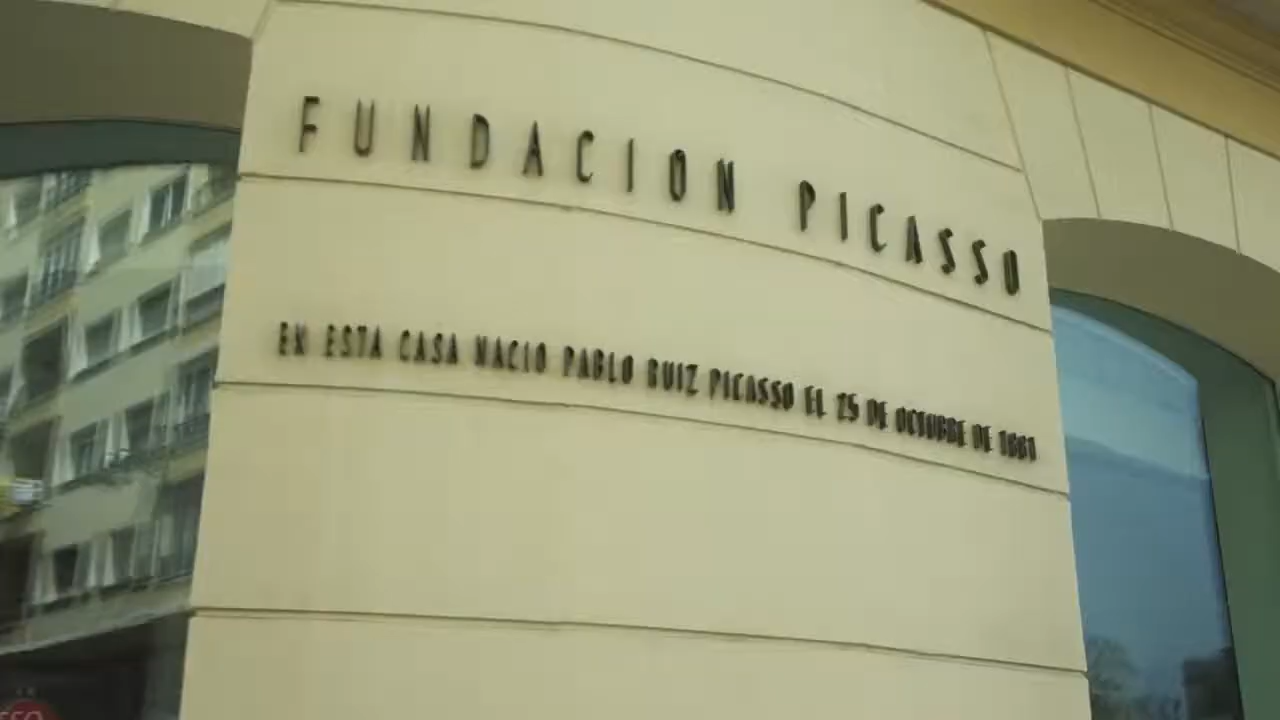 FUNDACION PICASSO
EN ESTA CASA NACIO PABLO RUIZ PICASSO EL 25 DE OCTUBRE DE 1881